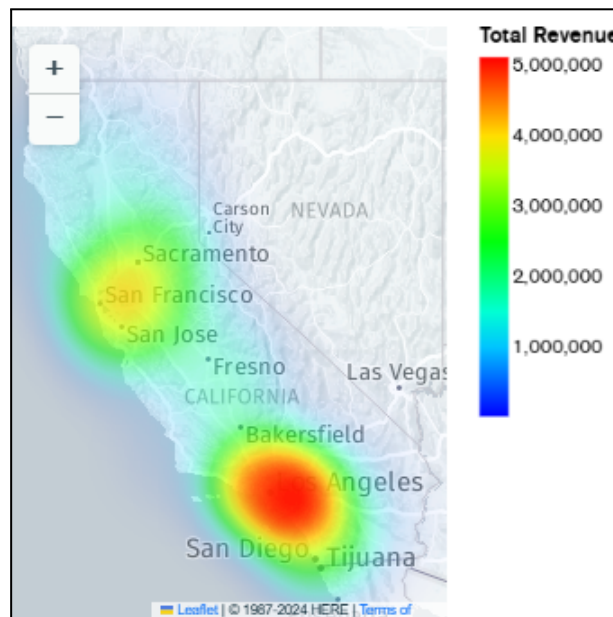 Total Revenue
+
−
5,000,000
4,000,000
3,000,000
2,000,000
1,000,000
Carson
City
NEVADA
Sacramento
San Francisco
San Jose
Fresno
Las Vegas
CALIFORNIA
Bakersfield
Los Angeles
San Diego
Tijuana
Leaflet | © 1987-2024 HERE | Terms of